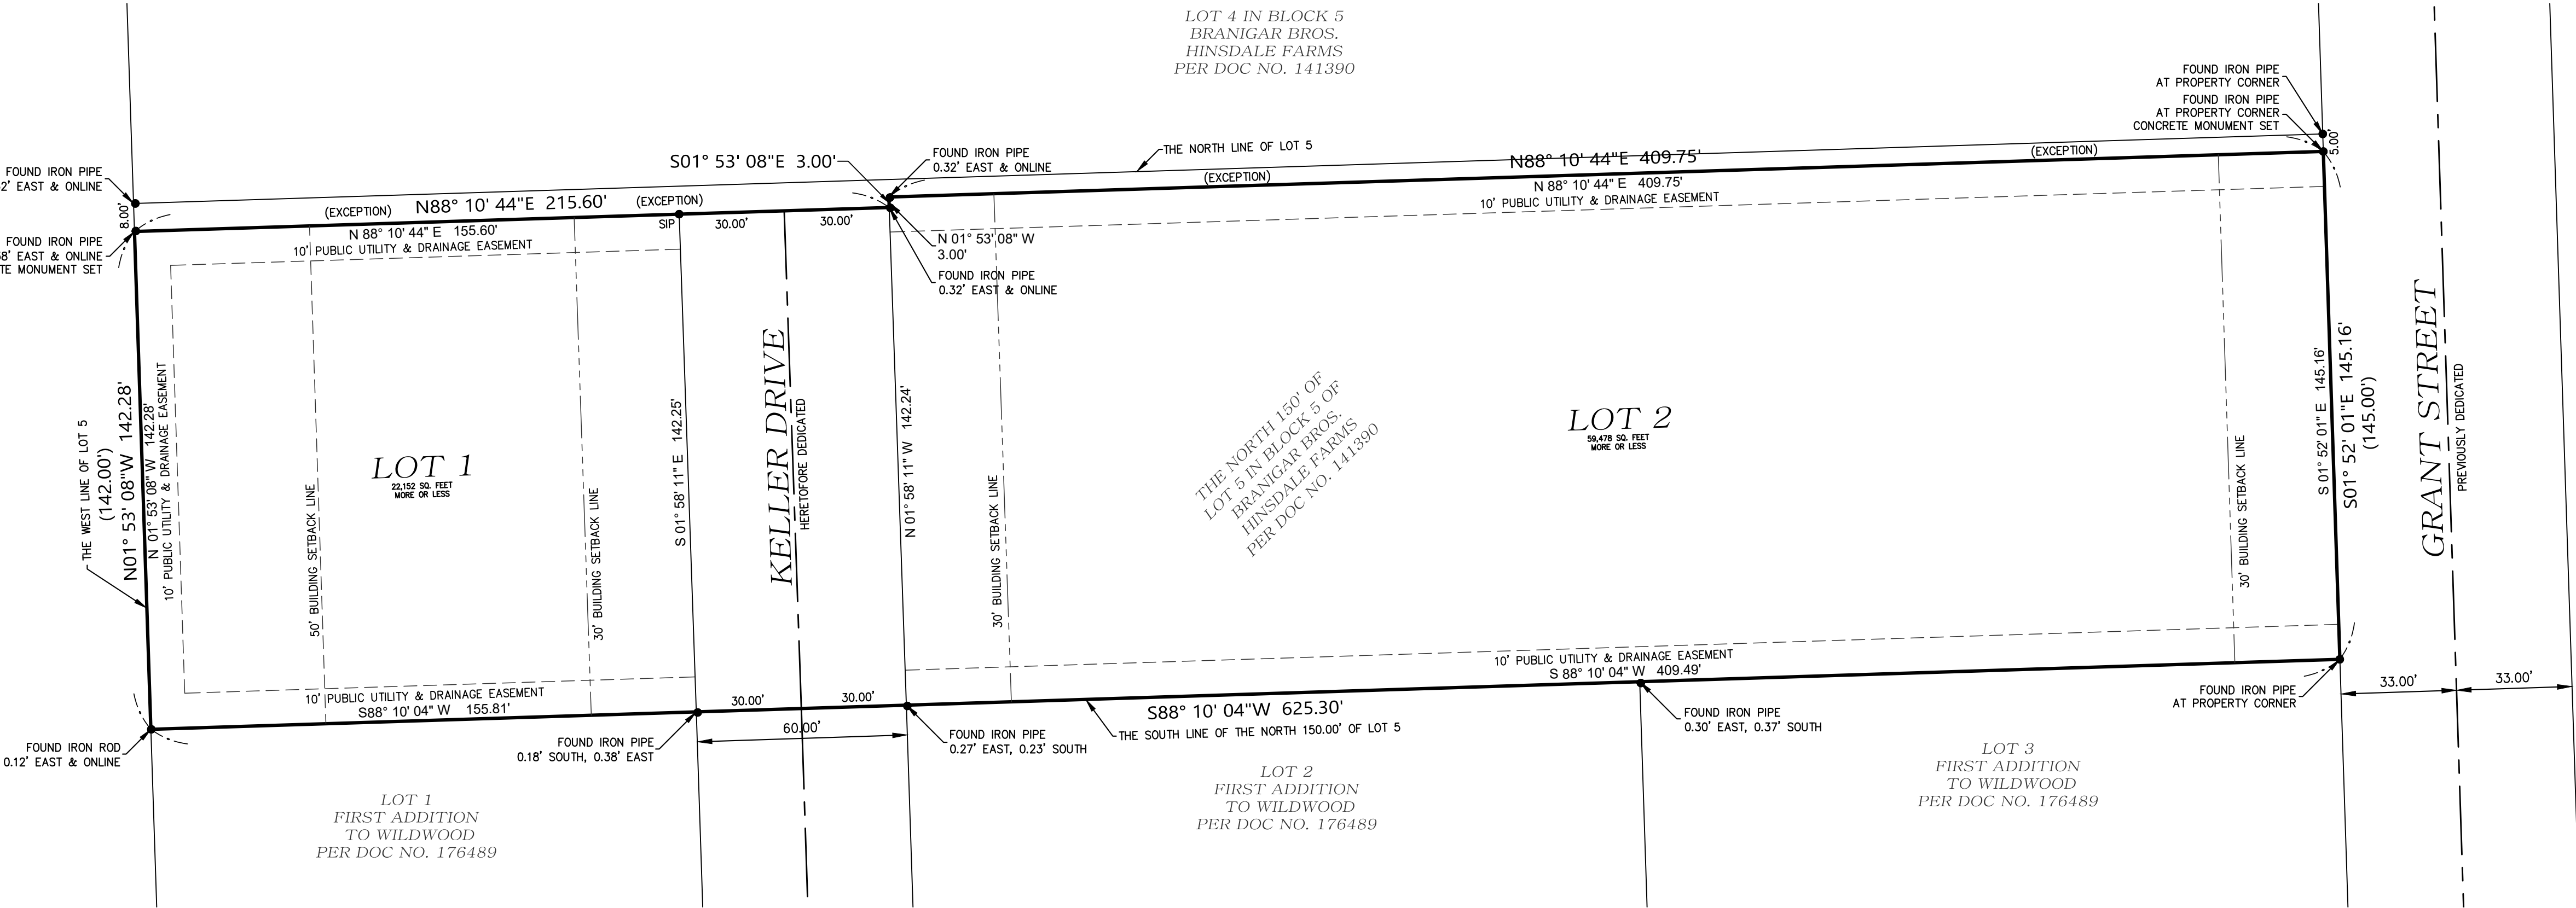 LOT 4 IN BLOCK 5
BRANIGAR BROS.
HINSDALE FARMS
PER DOC NO. 141390
FOUND IRON PIPE
AT PROPERTY CORNER
FOUND IRON PIPE
AT PROPERTY CORNER
CONCRETE MONUMENT SET
5.00'
THE NORTH LINE OF LOT 5
S01° 53' 08"E 3.00'
FOUND IRON PIPE
0.32' EAST & ONLINE
N88° 10' 44"E 409.75'
(EXCEPTION)
(EXCEPTION)
N 88° 10' 44" E 409.75'
10' PUBLIC UTILITY & DRAINAGE EASEMENT
FOUND IRON PIPE
2' EAST & ONLINE
8.00'
(EXCEPTION)
N88° 10' 44"E 215.60'
(EXCEPTION)
SIP
30.00'
30.00'
N 88° 10' 44" E 155.60'
10' PUBLIC UTILITY & DRAINAGE EASEMENT
FOUND IRON PIPE
8' EAST & ONLINE
TE MONUMENT SET
N 01° 53' 08" W
3.00'
FOUND IRON PIPE
0.32' EAST & ONLINE
THE WEST LINE OF LOT 5
(142.00')
N01° 53' 08"W 142.28'
N 01° 53' 08" W 142.28'
10' PUBLIC UTILITY & DRAINAGE EASEMENT
50' BUILDING SETBACK LINE
LOT 1
22,152 SQ. FEET
MORE OR LESS
30' BUILDING SETBACK LINE
S 01° 58' 11" E 142.25'
KELLER DRIVE
HERETOFORE DEDICATED
N 01° 58' 11" W 142.24'
30' BUILDING SETBACK LINE
THE NORTH 150' OF
LOT 5 IN BLOCK 5 OF
BRANIGAR BROS.
HINSDALE FARMS
PER DOC NO. 141390
LOT 2
59,478 SQ. FEET
MORE OR LESS
30' BUILDING SETBACK LINE
S 01° 52' 01" E 145.16'
S01° 52' 01"E 145.16'
(145.00')
GRANT STREET
PREVIOUSLY DEDICATED
10' PUBLIC UTILITY & DRAINAGE EASEMENT
S88° 10' 04" W 155.81'
30.00'
30.00'
60.00'
10' PUBLIC UTILITY & DRAINAGE EASEMENT
S 88° 10' 04" W 409.49'
S88° 10' 04"W 625.30'
THE SOUTH LINE OF THE NORTH 150.00' OF LOT 5
33.00'
33.00'
FOUND IRON ROD
0.12' EAST & ONLINE
FOUND IRON PIPE
0.18' SOUTH, 0.38' EAST
FOUND IRON PIPE
0.27' EAST, 0.23' SOUTH
FOUND IRON PIPE
0.30' EAST, 0.37' SOUTH
FOUND IRON PIPE
AT PROPERTY CORNER
LOT 1
FIRST ADDITION
TO WILDWOOD
PER DOC NO. 176489
LOT 2
FIRST ADDITION
TO WILDWOOD
PER DOC NO. 176489
LOT 3
FIRST ADDITION
TO WILDWOOD
PER DOC NO. 176489